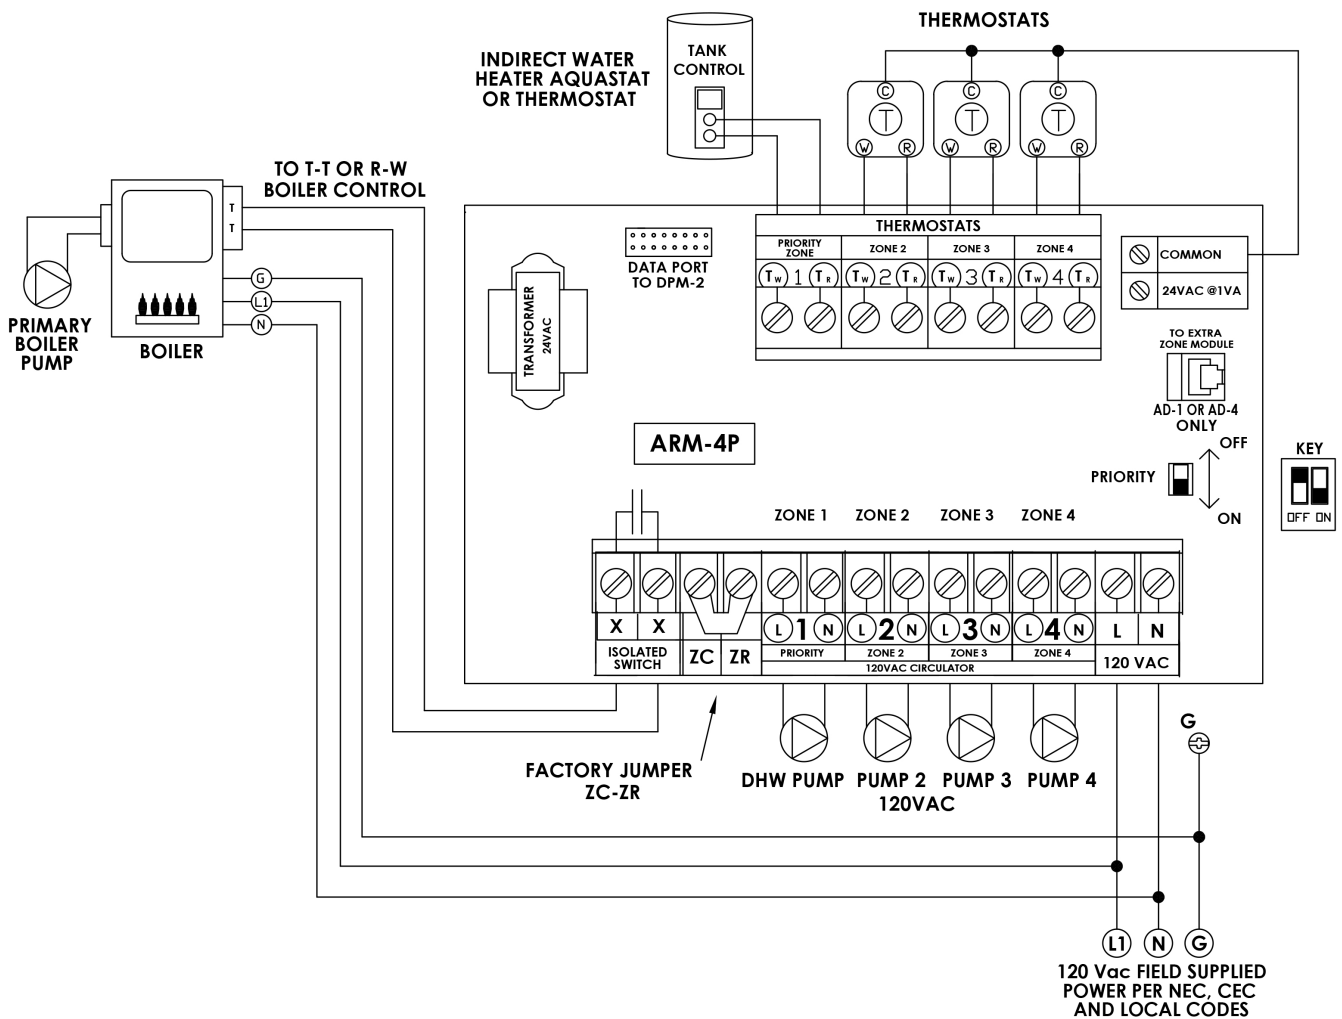 THERMOSTATS
INDIRECT WATER
HEATER AQUASTAT
OR THERMOSTAT
TANK
CONTROL
C C C
T T T
W R W R W R
TO T-T OR R-W
BOILER CONTROL
T
T
G
L1
N
PRIMARY
BOILER
PUMP
BOILER
TRANSFORMER
24VAC
DATA PORT
TO DPM-2
THERMOSTATS
PRIORITY
ZONE
ZONE 2
ZONE 3
ZONE 4
TW 1 TR TW 2 TR TW 3 TR TW 4 TR
COMMON
24VAC @1VA
TO EXTRA
ZONE MODULE
AD-1 OR AD-4
ONLY
ARM-4P
OFF
PRIORITY
ON
KEY
OFF ON
ZONE 1 ZONE 2 ZONE 3 ZONE 4
X X
ISOLATED
SWITCH
ZC ZR
L 1 N L 2 N L 3 N L 4 N
PRIORITY ZONE 2 ZONE 3 ZONE 4
120VAC CIRCULATOR
L N
120 VAC
FACTORY JUMPER
ZC-ZR
DHW PUMP PUMP 2 PUMP 3 PUMP 4
120VAC
G
L1 N G
120 Vac FIELD SUPPLIED
POWER PER NEC, CEC
AND LOCAL CODES